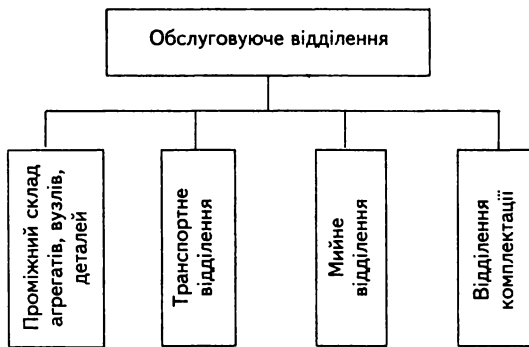 Обслуговуюче відділення
Проміжний склад
агрегатів, вузлів,
деталей
Транспортне
відділення
Мийне
відділення
Відділення
комплектації